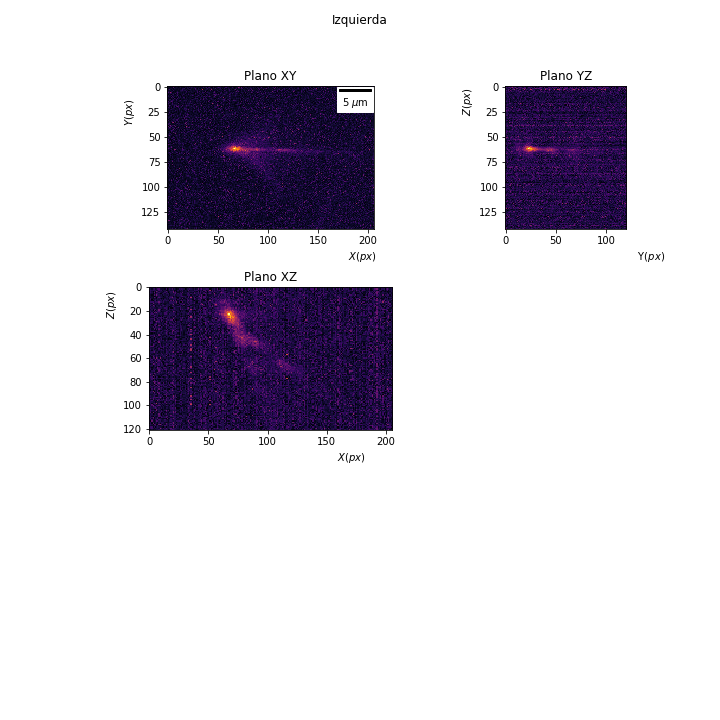 Izquierda
Plano XY
Y(px)
0
25
50
75
100
125
5 μm
0 50 100 150 200
X(px)
Plano YZ
Z(px)
0
25
50
75
100
125
0 50 100
Y(px)
Plano XZ
Z(px)
0
20
40
60
80
100
120
0 50 100 150 200
X(px)